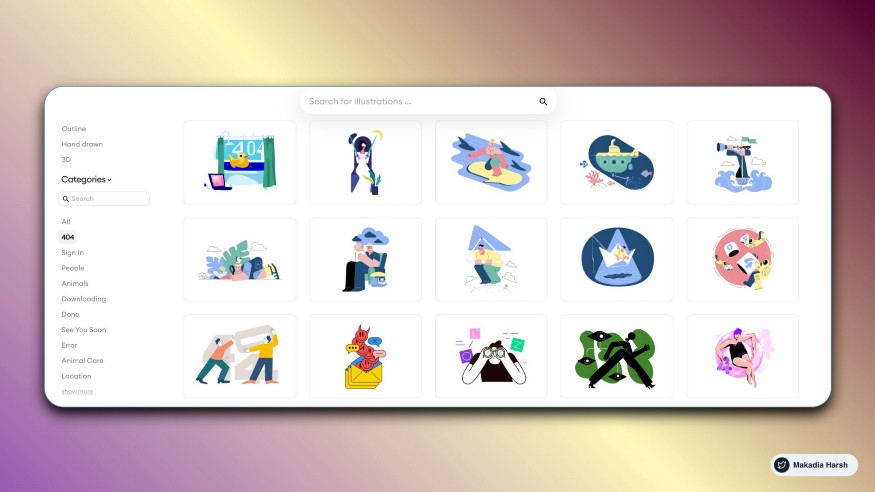 Search for illustrations ...
Outline
Hand drawn
3D
Categories
Search
All
404
Sign In
People
Animals
Downloading
Done
See You Soon
Error
Animal Care
Location
show more
404
Makadia Harsh